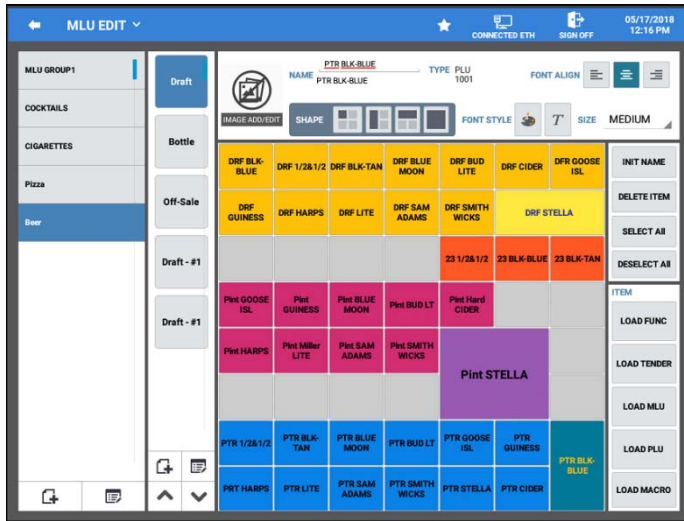 MLU EDIT
CONNECTED ETH
SIGN OFF
05/17/2018
12:16 PM
MLU GROUP1
COCKTAILS
CIGARETTES
Pizza
Beer
Draft
Bottle
Off-Sale
Draft - #1
Draft - #1
IMAGE ADD/EDIT
NAME
PTR BLK-BLUE
PTR BLK-BLUE
TYPE PLU
1001
FONT ALIGN
SHAPE
FONT STYLE
T
SIZE
MEDIUM
DRF BLK-
BLUE
DRF 1/2&1/2
DRF BLK-TAN
DRF BLUE
MOON
DRF BUD
LITE
DRF CIDER
DFR GOOSE
ISL
DRF
GUINESS
DRF HARPS
DRF LITE
DRF SAM
ADAMS
DRF SMITH
WICKS
DRF STELLA
23 1/2&1/2
23 BLK-BLUE
23 BLK-TAN
Pint GOOSE
ISL
Pint
GUINESS
Pint BLUE
MOON
Pint BUD LT
Pint Hard
CIDER
Pint HARPS
Pint Miller
LITE
Pint SAM
ADAMS
Pint SMITH
WICKS
Pint STELLA
PTR 1/2&1/2
PTR BLK-
TAN
PTR BLUE
MOON
PTR BUD LT
PTR GOOSE
ISL
PTR
GUINESS
PTR BLK-
BLUE
PRT HARPS
PTR LITE
PTR SAM
ADAMS
PTR SMITH
WICKS
PTR STELLA
PTR CIDER
INIT NAME
DELETE ITEM
SELECT All
DESELECT All
ITEM
LOAD FUNC
LOAD TENDER
LOAD MLU
LOAD PLU
LOAD MACRO